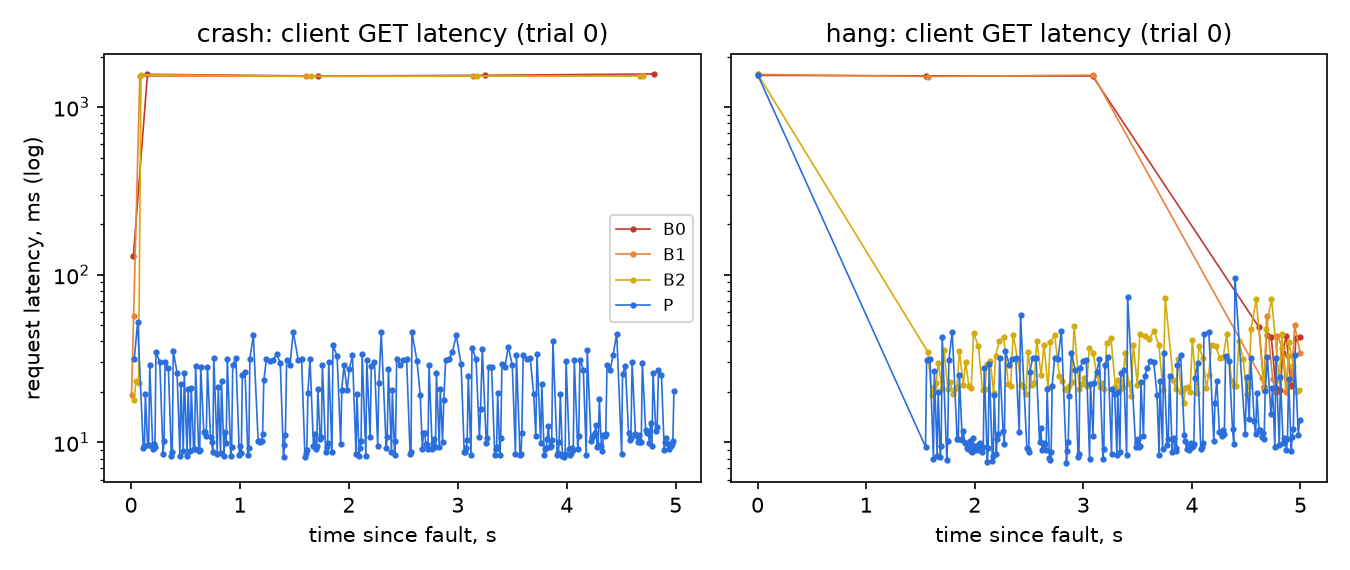 crash: client GET latency (trial 0)
hang: client GET latency (trial 0)
request latency, ms (log)
10³
10²
10¹
B0
B1
B2
P
0 1 2 3 4 5
0 1 2 3 4 5
time since fault, s
time since fault, s